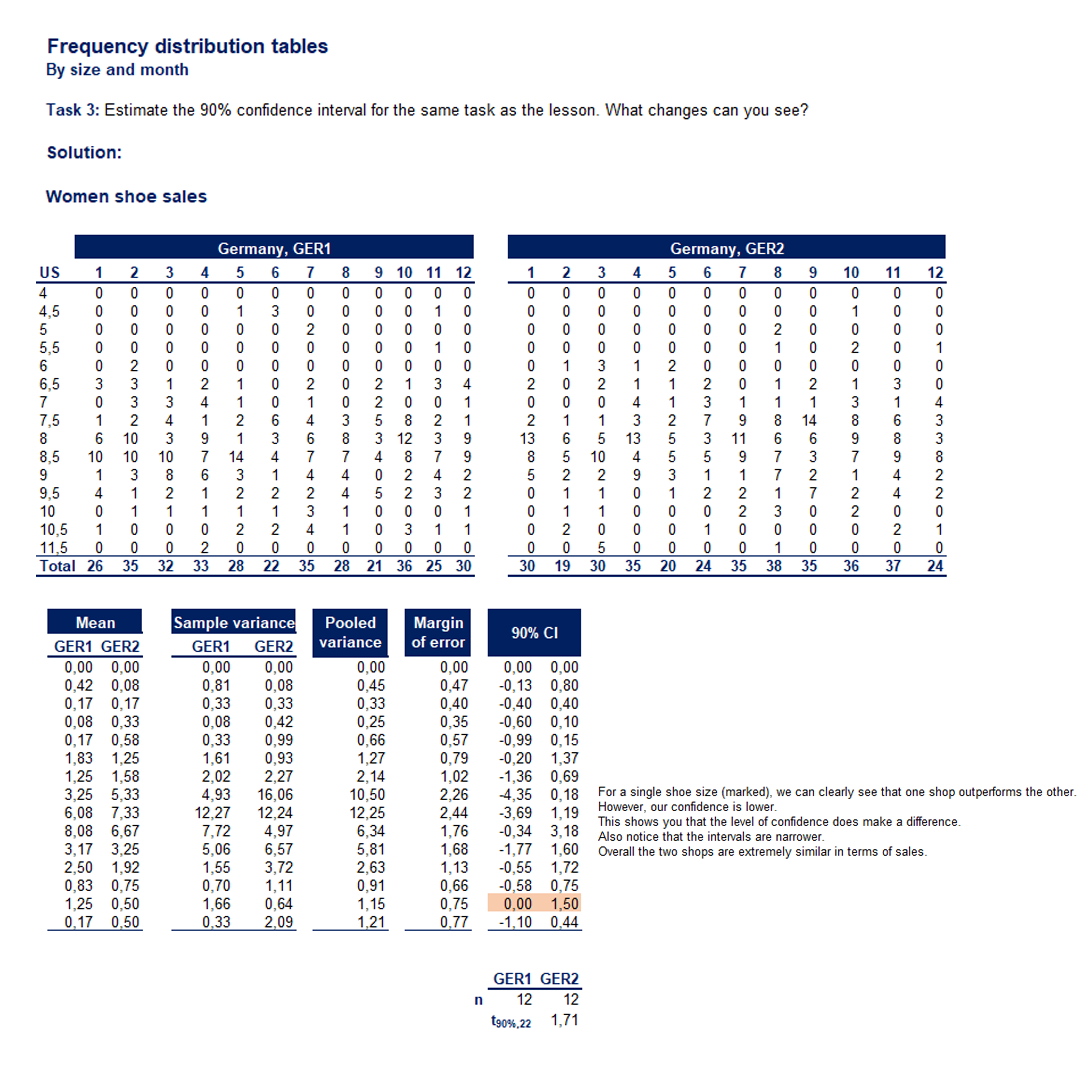 Frequency distribution tables
By size and month
Task 3: Estimate the 90% confidence interval for the same task as the lesson. What changes can you see?
Solution:
Women shoe sales
Germany, GER1 Germany, GER2
US 1 2 3 4 5 6 7 8 9 10 11 12 1 2 3 4 5 6 7 8 9 10 11 12
4 0 0 0 0 0 0 0 0 0 0 0 0 0 0 0 0 0 0 0 0 0 0 0 0
4,5 0 0 0 0 1 3 0 0 0 0 1 0 0 0 0 0 0 0 0 0 0 1 0 0
5 0 0 0 0 0 0 2 0 0 0 0 0 0 0 0 0 0 0 0 2 0 0 0 0
5,5 0 0 0 0 0 0 0 0 0 0 1 0 0 0 0 0 0 0 0 1 0 2 0 1
6 0 2 0 0 0 0 0 0 0 0 0 0 0 1 3 1 2 0 0 0 0 0 0 0
6,5 3 3 1 2 1 0 2 0 2 1 3 4 2 0 2 1 1 2 0 1 2 1 3 0
7 0 3 3 4 1 0 1 0 2 0 0 1 0 0 0 4 1 3 1 1 1 3 1 4
7,5 1 2 4 1 2 6 4 3 5 8 2 1 2 1 1 3 2 7 9 8 14 8 6 3
8 6 10 3 9 1 3 6 8 3 12 3 9 13 6 5 13 5 3 11 6 6 9 8 3
8,5 10 10 10 7 14 4 7 7 4 8 7 9 8 5 10 4 5 5 9 7 3 7 9 8
9 1 3 8 6 3 1 4 4 0 2 4 2 5 2 2 9 3 1 1 7 2 1 4 2
9,5 4 1 2 1 2 2 2 4 5 2 3 2 0 1 1 0 1 2 2 1 7 2 4 2
10 0 1 1 1 1 1 3 1 0 0 0 1 0 1 1 0 0 0 2 3 0 2 0 0
10,5 1 0 0 0 2 2 4 1 0 3 1 1 0 2 0 0 0 1 0 0 0 0 2 1
11,5 0 0 0 2 0 0 0 0 0 0 0 0 0 0 5 0 0 0 0 1 0 0 0 0
Total 26 35 32 33 28 22 35 28 21 36 25 30 30 19 30 35 20 24 35 38 35 36 37 24
Mean Sample variance Pooled variance Margin of error 90% CI
GER1 GER2 GER1 GER2
0,00 0,00 0,00 0,00 0,00 0,00 0,00 0,00
0,42 0,08 0,81 0,08 0,45 0,47 -0,13 0,80
0,17 0,17 0,33 0,33 0,33 0,40 -0,40 0,40
0,08 0,33 0,08 0,42 0,25 0,35 -0,60 0,10
0,17 0,58 0,33 0,99 0,66 0,57 -0,99 0,15
1,83 1,25 1,61 0,93 1,27 0,79 -0,20 1,37
1,25 1,58 2,02 2,27 2,14 1,02 -1,36 0,69
3,25 5,33 4,93 16,06 10,50 2,26 -4,35 0,18
6,08 7,33 12,27 12,24 12,25 2,44 -3,69 1,19
8,08 6,67 7,72 4,97 6,34 1,76 -0,34 3,18
3,17 3,25 5,06 6,57 5,81 1,68 -1,77 1,60
2,50 1,92 1,55 3,72 2,63 1,13 -0,55 1,72
0,83 0,75 0,70 1,11 0,91 0,66 -0,58 0,75
1,25 0,50 1,66 0,64 1,15 0,75 0,00 1,50
0,17 0,50 0,33 2,09 1,21 0,77 -1,10 0,44
For a single shoe size (marked), we can clearly see that one shop outperforms the other.
However, our confidence is lower.
This shows you that the level of confidence does make a difference.
Also notice that the intervals are narrower.
Overall the two shops are extremely similar in terms of sales.
GER1 GER2
n 12 12
t90%,22 1,71